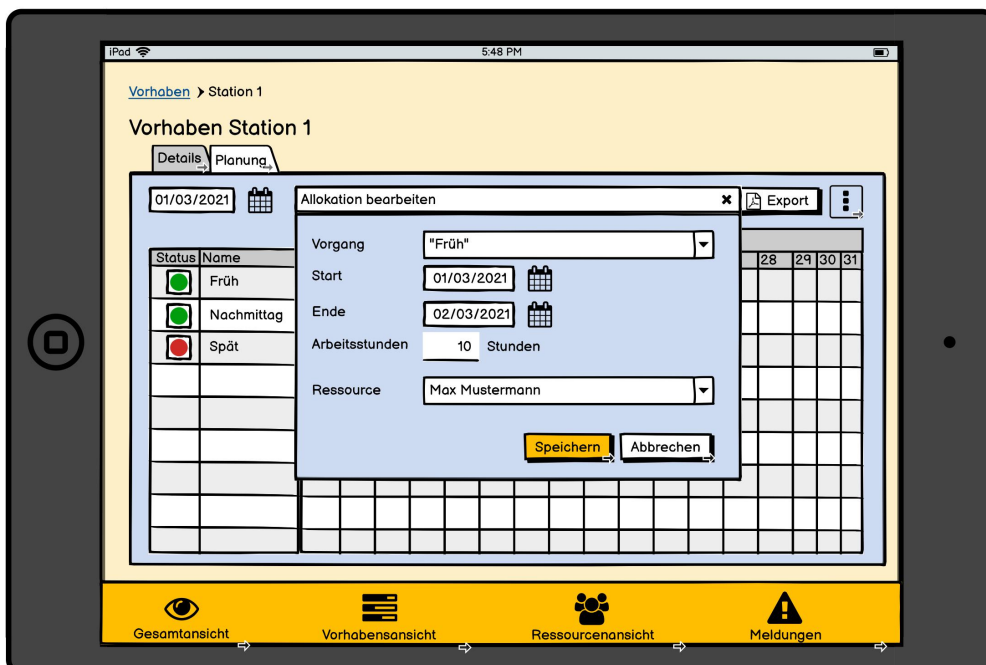 iPad 5:48 PM
Vorhaben > Station 1
Vorhaben Station 1
Details Planung
01/03/2021 Export
Allokation bearbeiten x
Vorgang "Früh"
Start 01/03/2021
Ende 02/03/2021
Arbeitsstunden 10 Stunden
Ressource Max Mustermann
Speichern Abbrechen
Status Name 28 29 30 31
Früh
Nachmittag
Spät
Gesamtansicht Vorhabensansicht Ressourcenansicht Meldungen